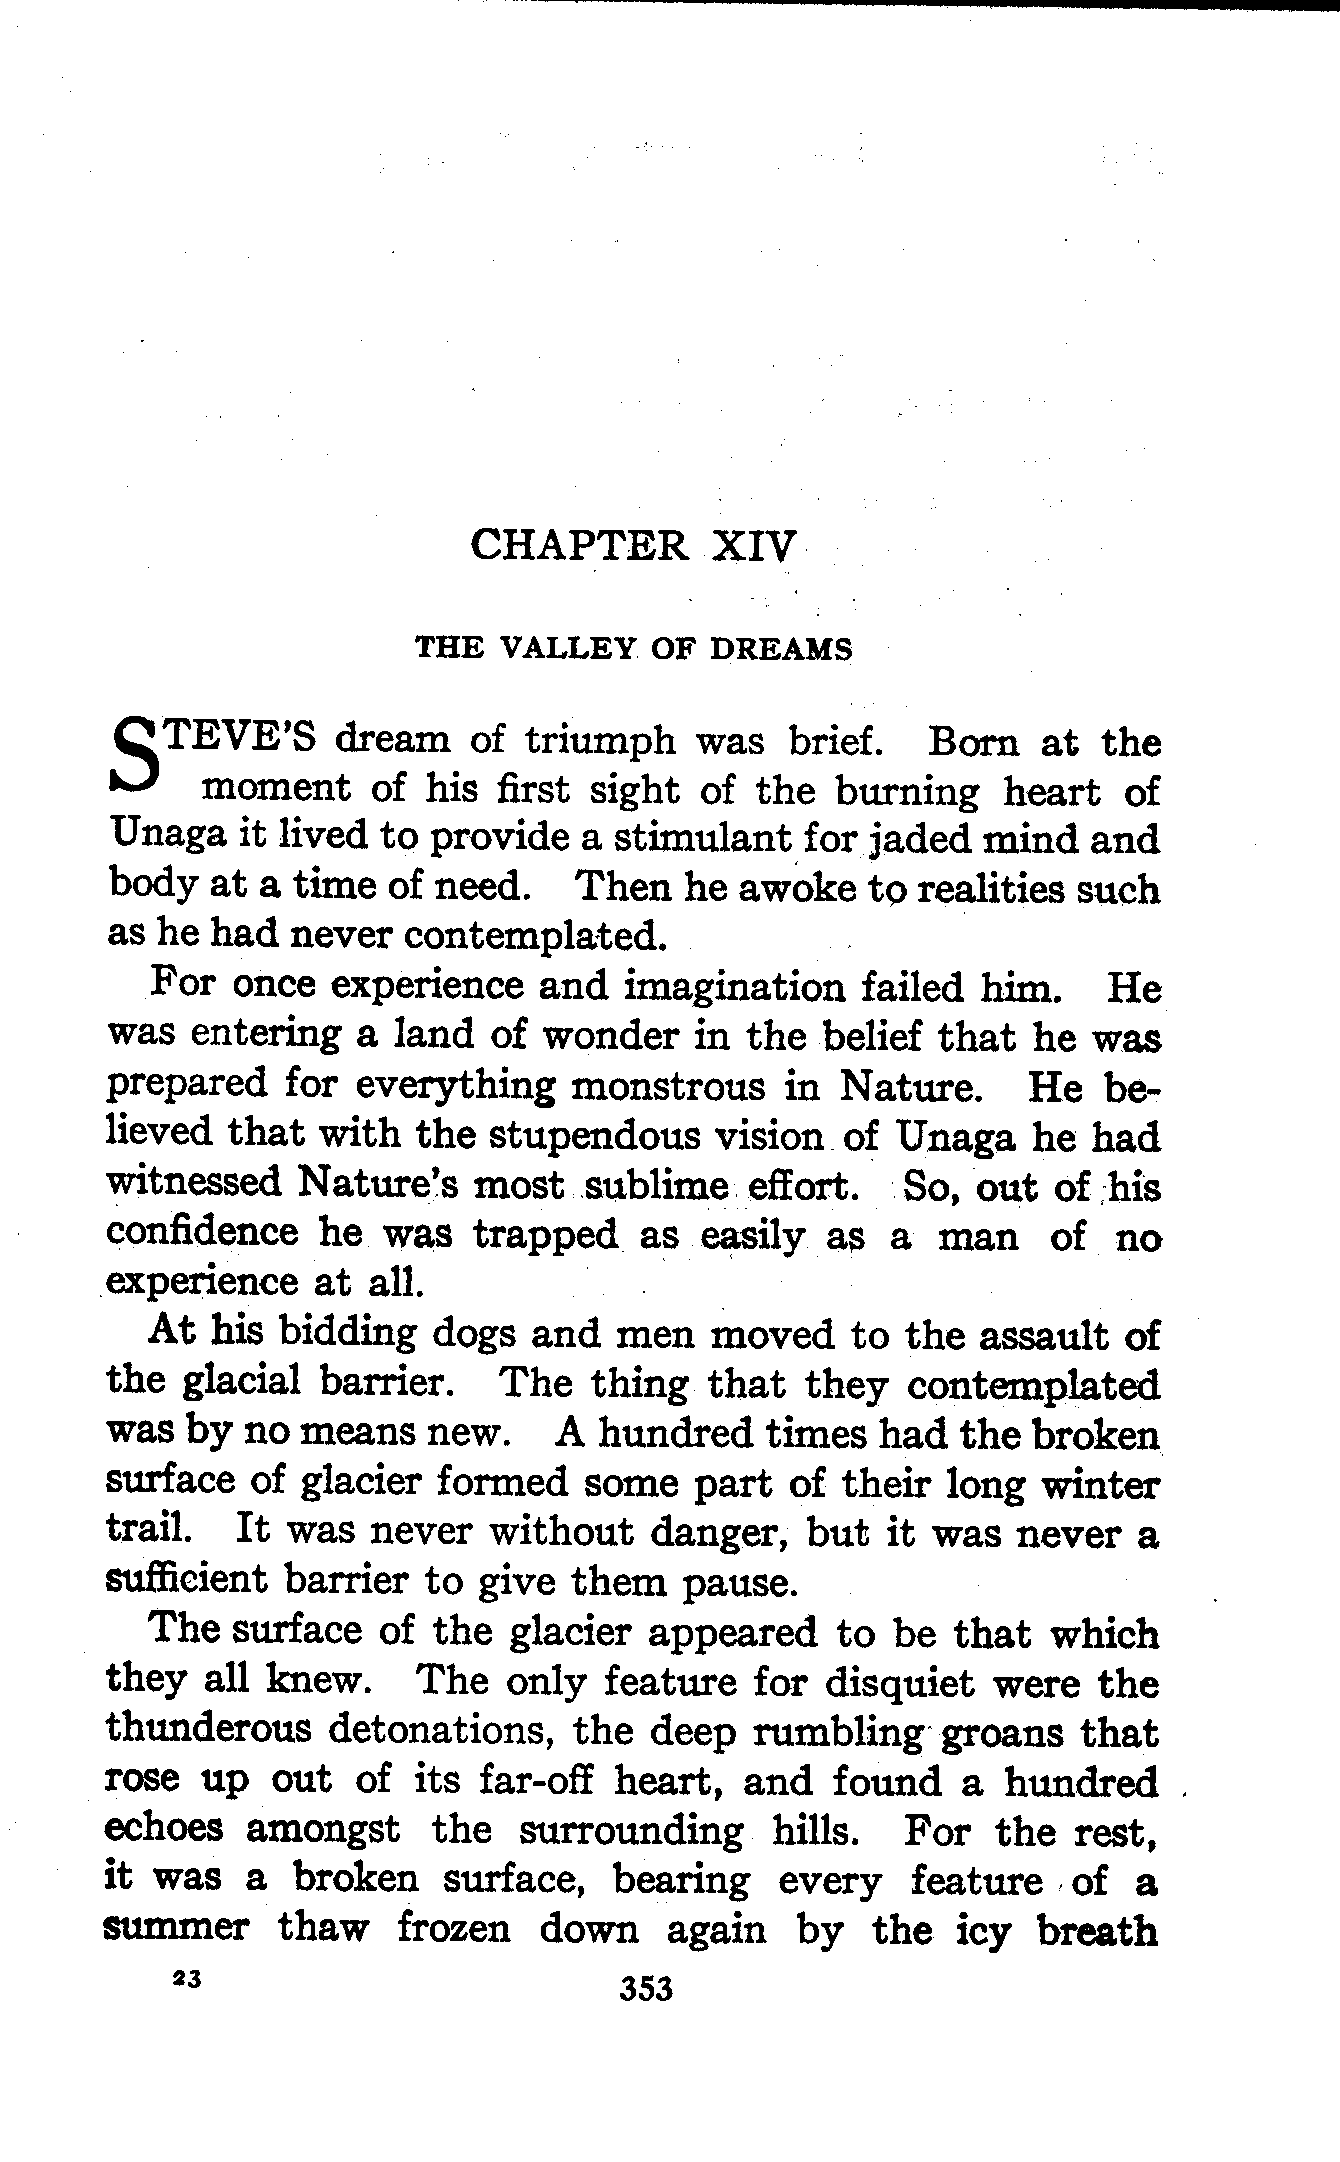 CHAPTER XIV
THE VALLEY OF DREAMS
STEVE'S dream of triumph was brief. Born at the
moment of his first sight of the burning heart of
Unaga it lived to provide a stimulant for jaded mind and
body at a time of need. Then he awoke to realities such
as he had never contemplated.
For once experience and imagination failed him. He
was entering a land of wonder in the belief that he was
prepared for everything monstrous in Nature. He be-
lieved that with the stupendous vision of Unaga he had
witnessed Nature's most sublime effort. So, out of his
confidence he was trapped as easily as a man of no
experience at all.
At his bidding dogs and men moved to the assault of
the glacial barrier. The thing that they contemplated
was by no means new. A hundred times had the broken
surface of glacier formed some part of their long winter
trail. It was never without danger, but it was never a
sufficient barrier to give them pause.
The surface of the glacier appeared to be that which
they all knew. The only feature for disquiet were the
thunderous detonations, the deep rumbling groans that
rose up out of its far-off heart, and found a hundred
echoes amongst the surrounding hills. For the rest,
it was a broken surface, bearing every feature of a
summer thaw frozen down again by the icy breath
23 353